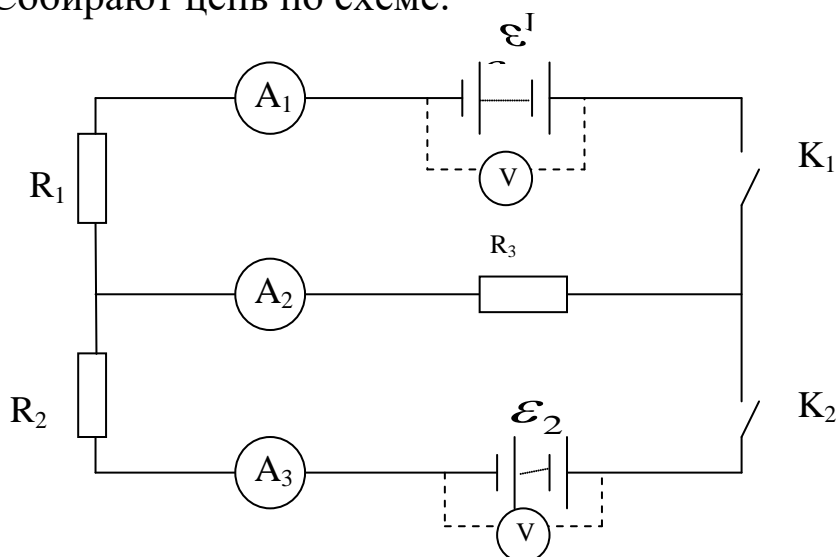 Собирают цепь по схеме:
ε1
A1
V
K1
R1
R3
A2
R2
ε2
K2
A3
V